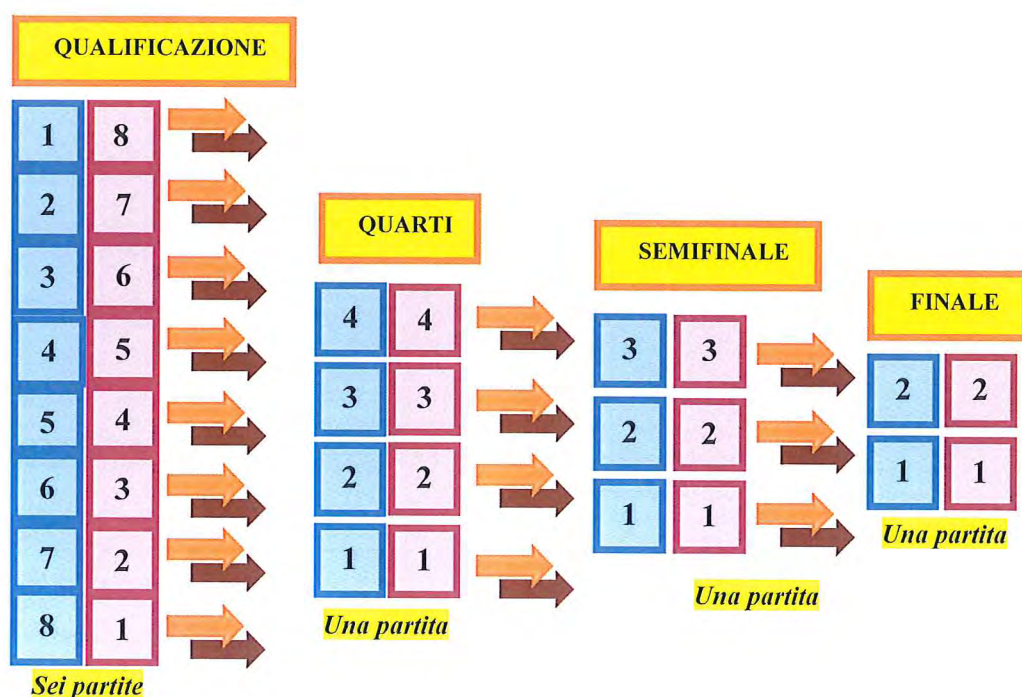 QUALIFICAZIONE
1 8
2 7
3 6
4 5
5 4
6 3
7 2
8 1
Sei partite
QUARTI
4 4
3 3
2 2
1 1
Una partita
SEMIFINALE
3 3
2 2
1 1
Una partita
FINALE
2 2
1 1
Una partita